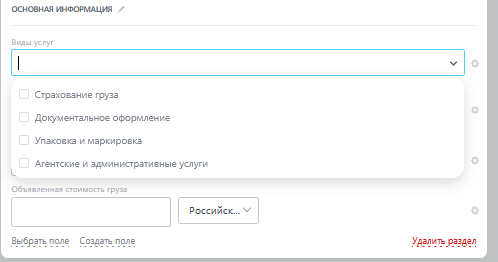 ОСНОВНАЯ ИНФОРМАЦИЯ
Виды услуг
Страхование груза
Документальное оформление
Упаковка и маркировка
Агентские и административные услуги
Объявленная стоимость груза
Российск...
Выбрать поле Создать поле Удалить раздел